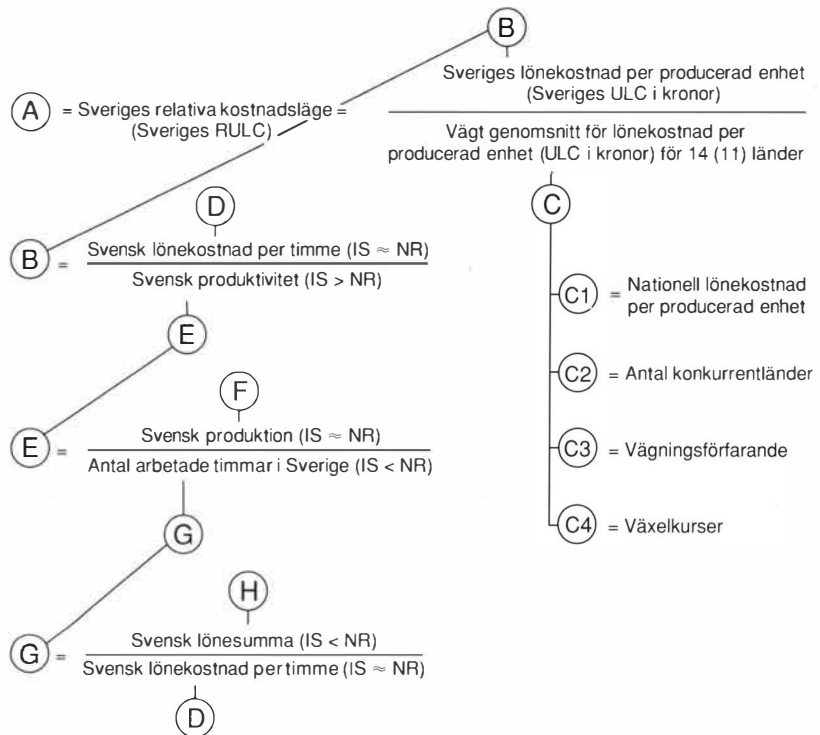 B
Sveriges lönekostnad per producerad enhet
(Sveriges ULC i kronor)
A = Sveriges relativa kostnadsläge =
(Sveriges RULC)
Vägt genomsnitt för lönekostnad per
producerad enhet (ULC i kronor) för 14 (11) länder
C
D
B = Svensk lönekostnad per timme (IS ≈ NR)
Svensk produktivitet (IS > NR)
E
C1 = Nationell lönekostnad
per producerad enhet
C2 = Antal konkurrentländer
C3 = Vägningsförfarande
C4 = Växelkurser
F
E = Svensk produktion (IS ≈ NR)
Antal arbetade timmar i Sverige (IS < NR)
G
H
G = Svensk lönesumma (IS < NR)
Svensk lönekostnad per timme (IS ≈ NR)
D